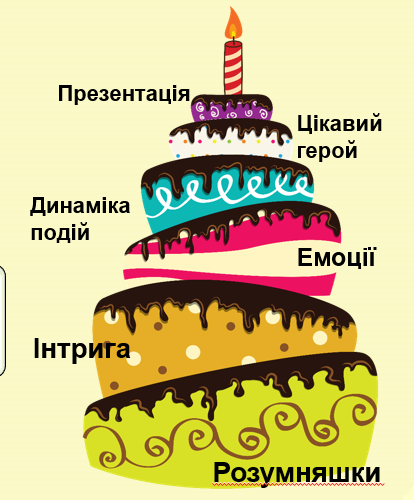 Презентація
Цікавий
герой
Динаміка
подій
Емоції
Інтрига
Розумняшки